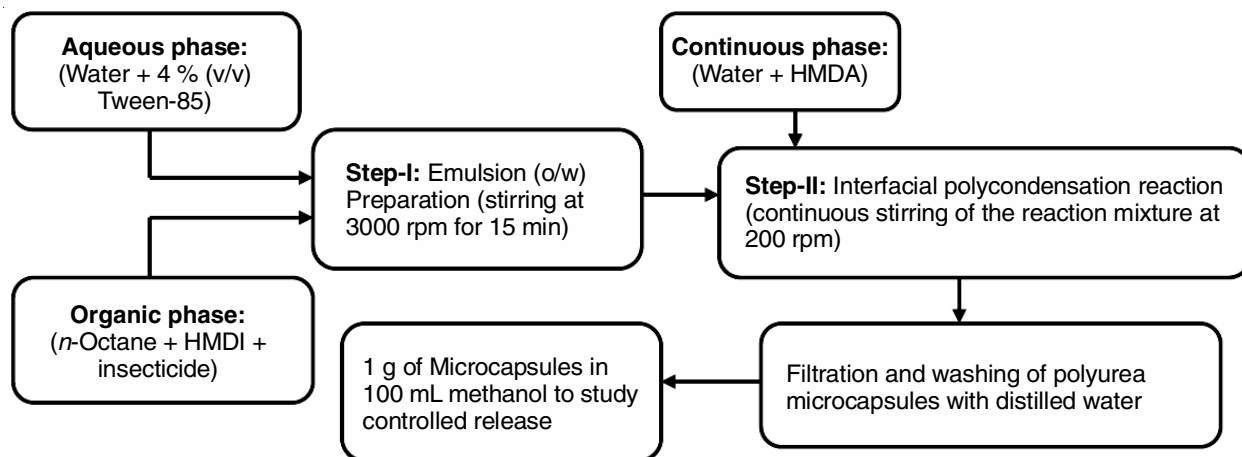 Aqueous phase:
(Water + 4 % (v/v)
Tween-85)
Continuous phase:
(Water + HMDA)
Step-I: Emulsion (o/w)
Preparation (stirring at
3000 rpm for 15 min)
Step-II: Interfacial polycondensation reaction
(continuous stirring of the reaction mixture at
200 rpm)
Organic phase:
(n-Octane + HMDI +
insecticide)
1 g of Microcapsules in
100 mL methanol to study
controlled release
Filtration and washing of polyurea
microcapsules with distilled water